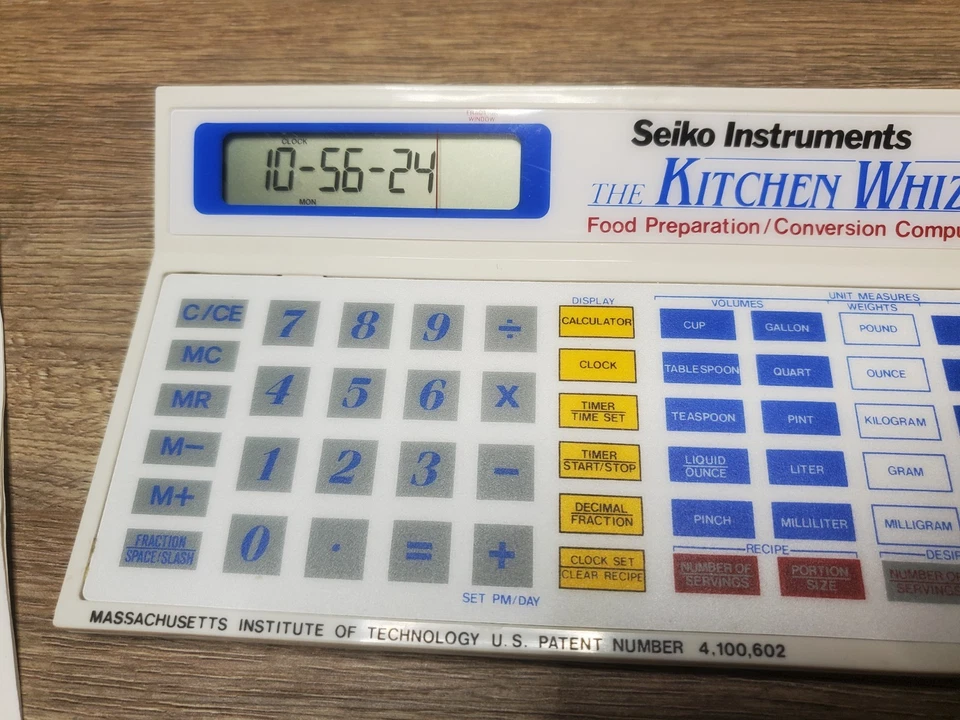 FRACTION
WINDOW
CLOCK
10-56-24
MON
Seiko Instruments
THE KITCHEN WHIZ
Food Preparation/Conversion
DISPLAY
UNIT MEASURES
VOLUMES
WEIGHTS
C/CE
7
8
9
÷
CALCULATOR
CUP
GALLON
POUND
MC
4
5
6
X
CLOCK
TABLESPOON
QUART
OUNCE
MR
TIMER
TIME SET
TEASPOON
PINT
KILOGRAM
M-
1
2
3
-
TIMER
START/STOP
LIQUID
OUNCE
LITER
GRAM
M+
DECIMAL
FRACTION
PINCH
MILLILITER
MILLIGRAM
FRACTION
SPACE/SLASH
0
.
=
+
SET PM/DAY
CLOCK SET
CLEAR RECIPE
RECIPE
NUMBER OF
SERVINGS
PORTION
SIZE
NUMBER OF
SERVINGS
MASSACHUSETTS INSTITUTE OF TECHNOLOGY U.S. PATENT NUMBER 4,100,602